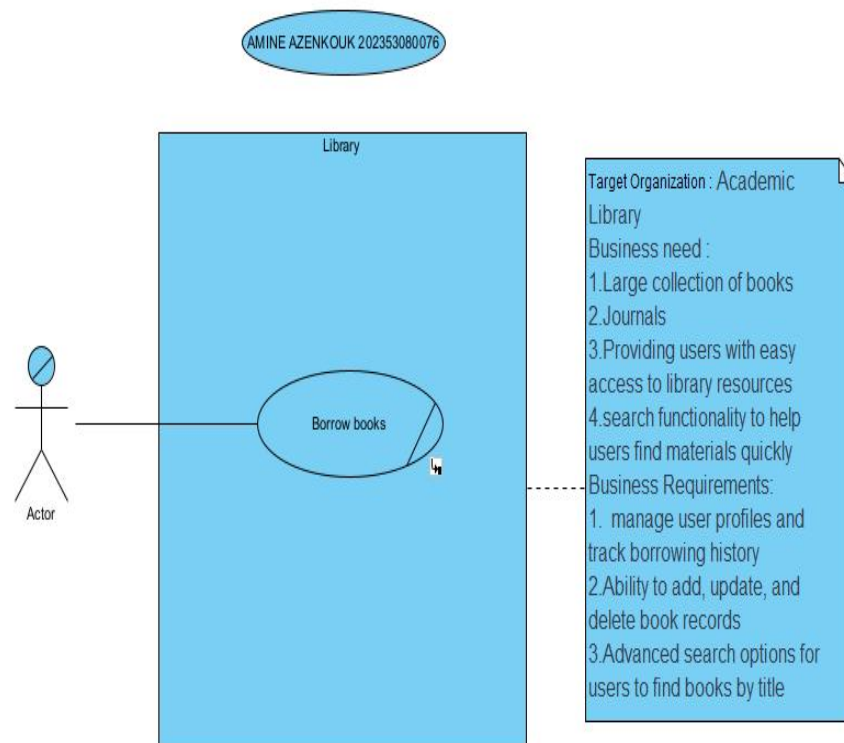 AMINE AZENKOUK 202353080076
Library
Target Organization : Academic
Library
Business need :
1.Large collection of books
2.Journals
3.Providing users with easy
access to library resources
4.search functionality to help
users find materials quickly
Business Requirements:
1. manage user profiles and
track borrowing history
2.Ability to add, update, and
delete book records
3.Advanced search options for
users to find books by title
Borrow books
Actor